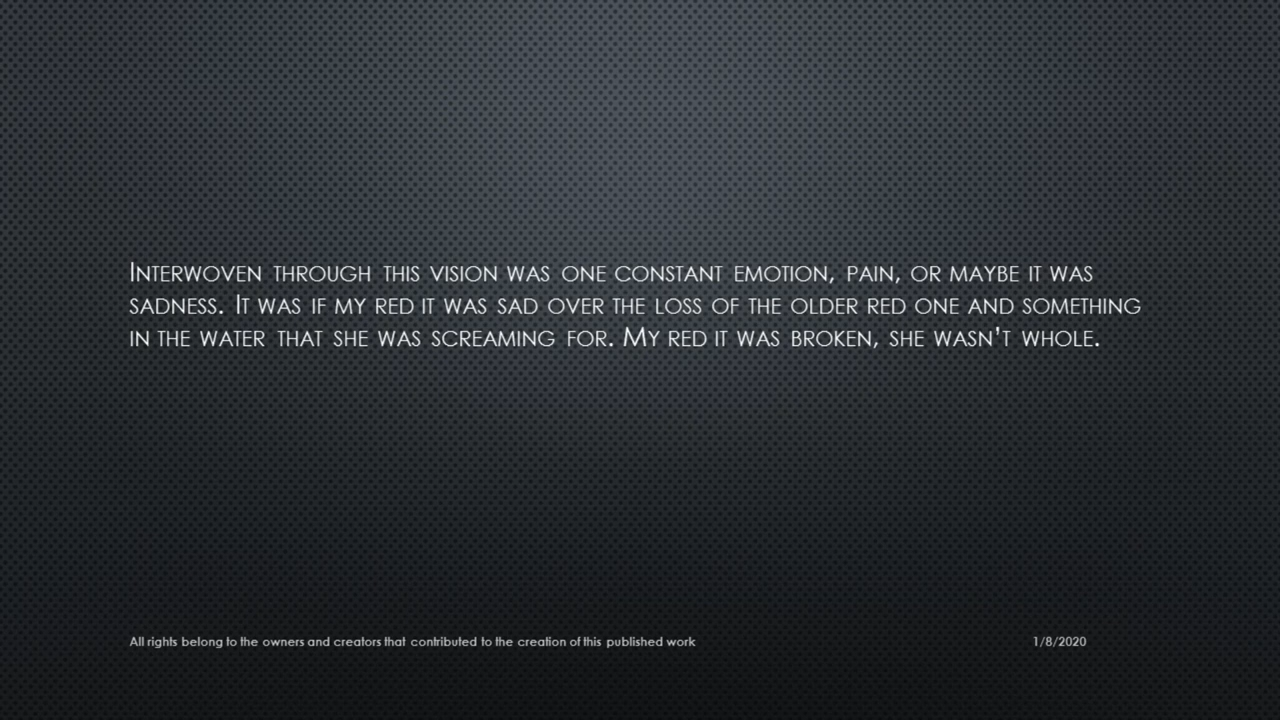 Interwoven through this vision was one constant emotion, pain, or maybe it was
sadness. It was if my red it was sad over the loss of the older red one and something
in the water that she was screaming for. My red it was broken, she wasn't whole.
All rights belong to the owners and creators that contributed to the creation of this published work
1/8/2020